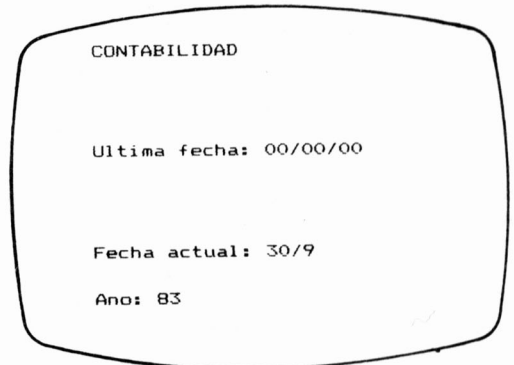 CONTABILIDAD
Ultima fecha: 00/00/00
Fecha actual: 30/9
Ano: 83